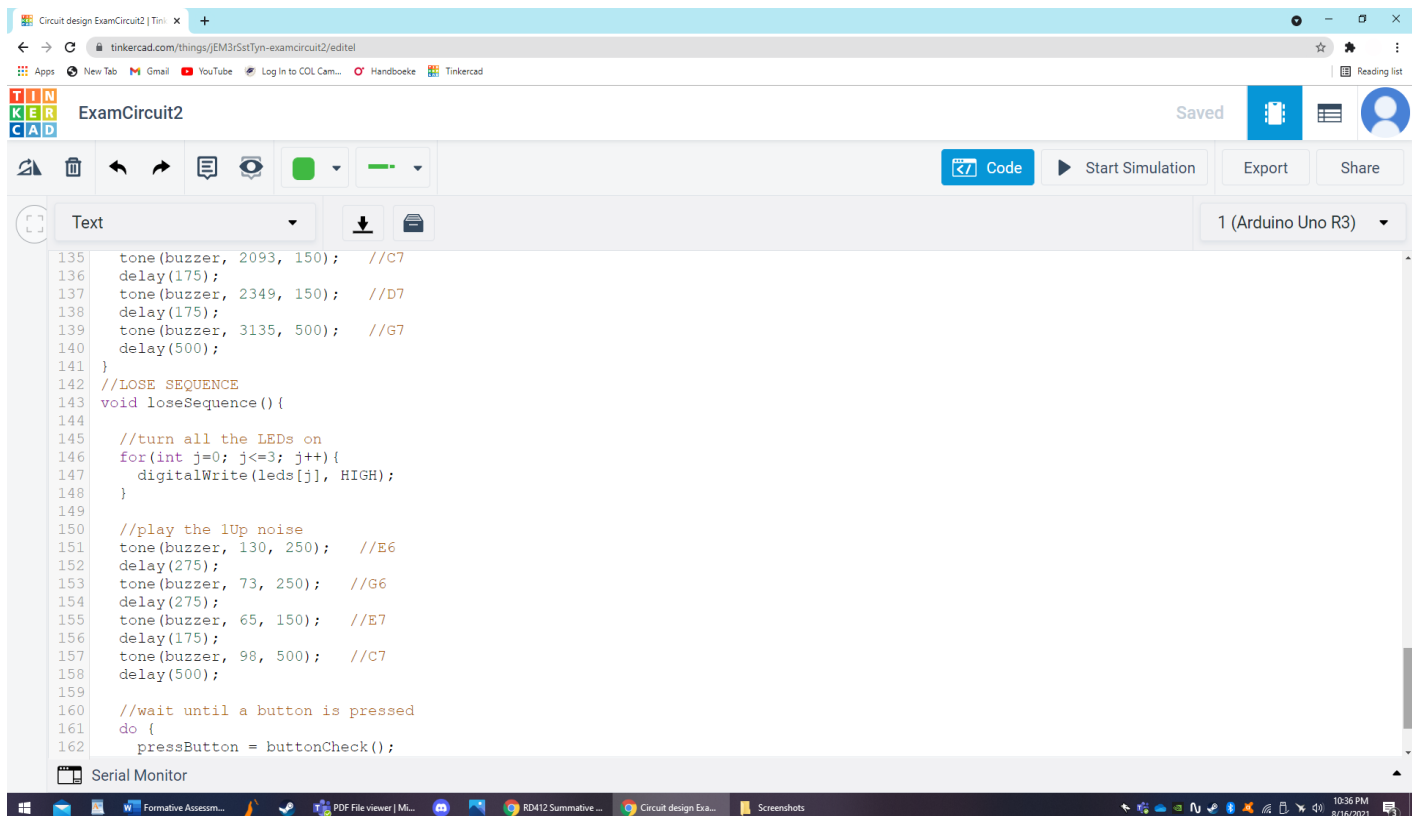 Circuit design ExamCircuit2 | Tin
tinkercad.com/things/jEM3rSstTyn-examcircuit2/editel
Apps New Tab Gmail YouTube Log In to COL Cam... Handboeke Tinkercad Reading list
TIN
KER
CAD
ExamCircuit2
Saved
Code Start Simulation Export Share
Text
1 (Arduino Uno R3)
135 tone(buzzer, 2093, 150); //C7
136 delay(175);
137 tone(buzzer, 2349, 150); //D7
138 delay(175);
139 tone(buzzer, 3135, 500); //G7
140 delay(500);
141 }
142 //LOSE SEQUENCE
143 void loseSequence(){
144
145 //turn all the LEDs on
146 for(int j=0; j<=3; j++){
147 digitalWrite(leds[j], HIGH);
148 }
149
150 //play the 1Up noise
151 tone(buzzer, 130, 250); //E6
152 delay(275);
153 tone(buzzer, 73, 250); //G6
154 delay(275);
155 tone(buzzer, 65, 150); //E7
156 delay(175);
157 tone(buzzer, 98, 500); //C7
158 delay(500);
159
160 //wait until a button is pressed
161 do {
162 pressButton = buttonCheck();
Serial Monitor
Formative Assessm... PDF File viewer | Mi... RD412 Summative ... Circuit design Exa... Screenshots
10:36 PM
8/16/2021